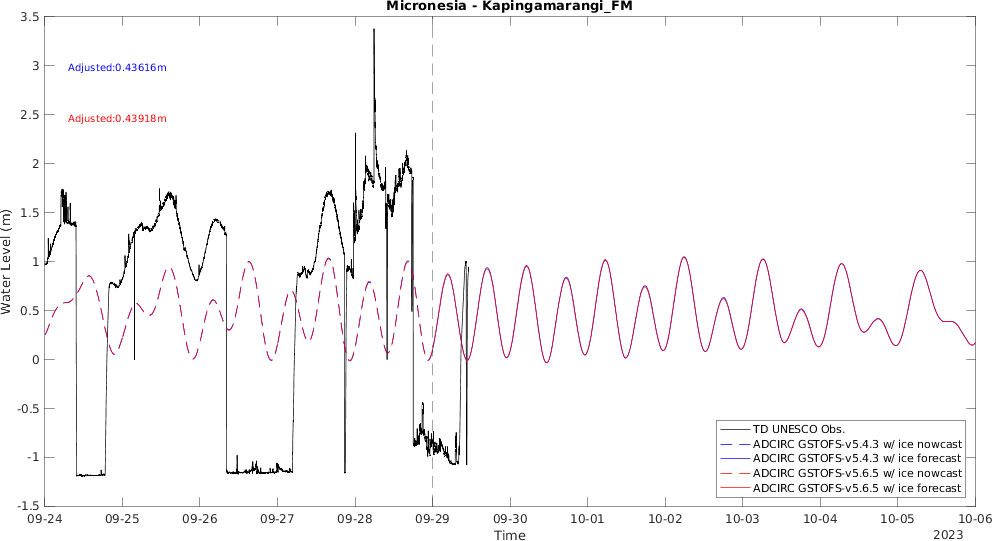 Micronesia - Kapingamarangi_FM
3.5
3
2.5
2
1.5
1
0.5
0
-0.5
-1
-1.5
Water Level (m)
Adjusted:0.43616m
Adjusted:0.43918m
TD UNESCO Obs.
ADCIRC GSTOFS-v5.4.3 w/ ice nowcast
ADCIRC GSTOFS-v5.4.3 w/ ice forecast
ADCIRC GSTOFS-v5.6.5 w/ ice nowcast
ADCIRC GSTOFS-v5.6.5 w/ ice forecast
09-24 09-25 09-26 09-27 09-28 09-29 09-30 10-01 10-02 10-03 10-04 10-05 10-06
Time
2023